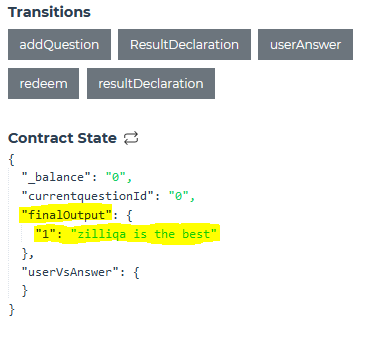 Transitions
addQuestion ResultDeclaration userAnswer
redeem resultDeclaration
Contract State
{
"_balance": "0",
"currentquestionId": "0",
"finalOutput": {
"1": "zilliqa is the best"
},
"userVsAnswer": {
}
}